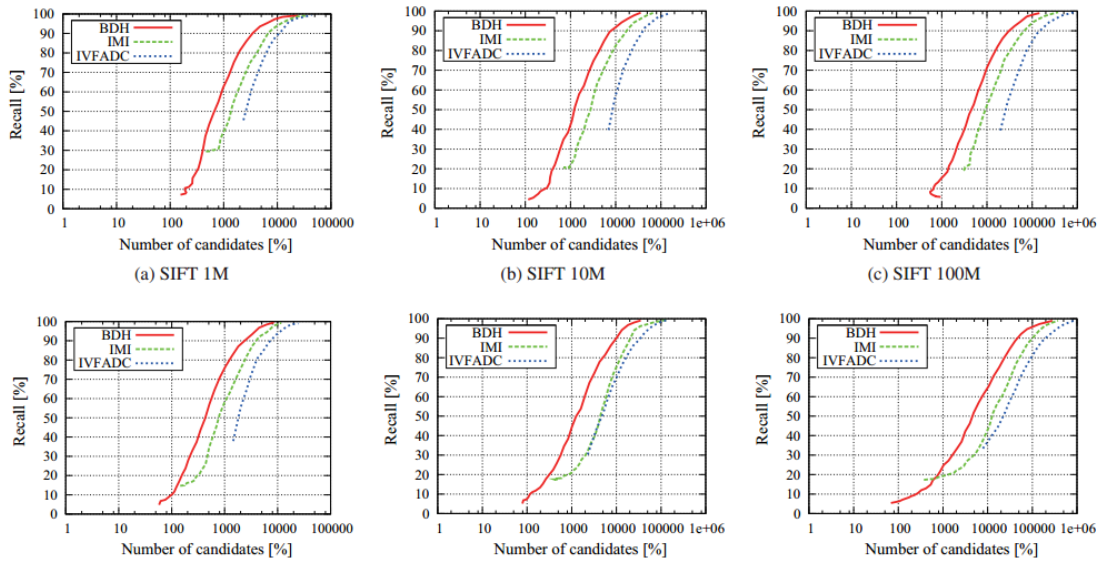 100
90
80
70
60
50
40
30
20
10
0
Recall [%]
BDH
IMI
IVFADC
1 10 100 1000 10000 100000
Number of candidates [%]
(a) SIFT 1M
100
90
80
70
60
50
40
30
20
10
0
Recall [%]
BDH
IMI
IVFADC
1 10 100 1000 10000 100000 1e+06
Number of candidates [%]
(b) SIFT 10M
100
90
80
70
60
50
40
30
20
10
0
Recall [%]
BDH
IMI
IVFADC
1 10 100 1000 10000 100000 1e+06
Number of candidates [%]
(c) SIFT 100M
100
90
80
70
60
50
40
30
20
10
0
Recall [%]
BDH
IMI
IVFADC
1 10 100 1000 10000 100000
Number of candidates [%]
100
90
80
70
60
50
40
30
20
10
0
Recall [%]
BDH
IMI
IVFADC
1 10 100 1000 10000 100000 1e+06
Number of candidates [%]
100
90
80
70
60
50
40
30
20
10
0
Recall [%]
BDH
IMI
IVFADC
1 10 100 1000 10000 100000 1e+06
Number of candidates [%]